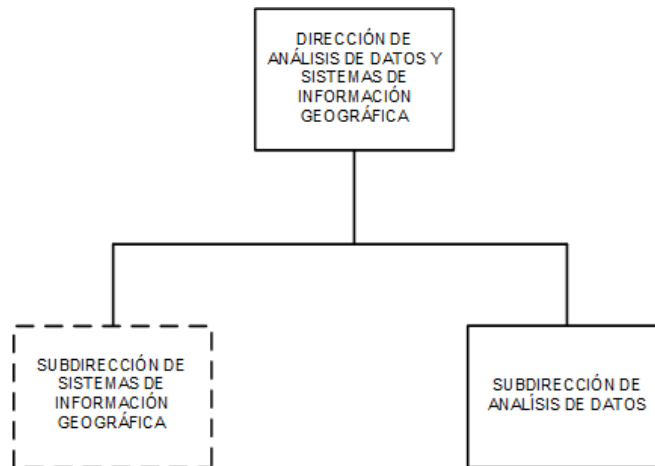 DIRECCIÓN DE
ANÁLISIS DE DATOS Y
SISTEMAS DE
INFORMACIÓN
GEOGRÁFICA
SUBDIRECCIÓN DE
SISTEMAS DE
INFORMACIÓN
GEOGRÁFICA
SUBDIRECCIÓN DE
ANALÍSIS DE DATOS